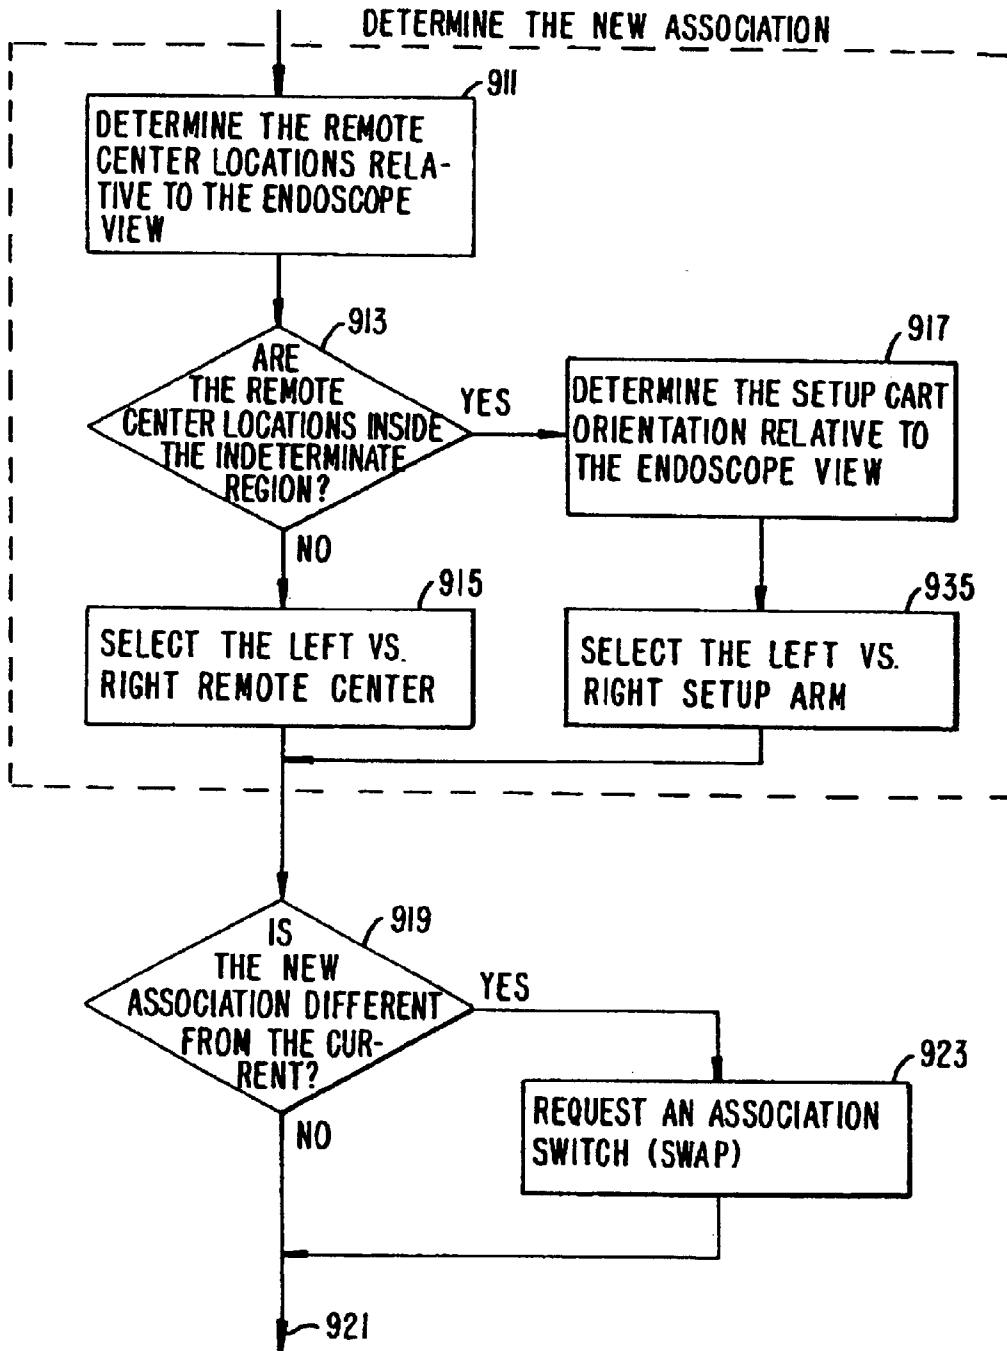 DETERMINE THE NEW ASSOCIATION
911
DETERMINE THE REMOTE
CENTER LOCATIONS RELA-
TIVE TO THE ENDOSCOPE
VIEW
913
ARE
THE REMOTE
CENTER LOCATIONS INSIDE
THE INDETERMINATE
REGION?
YES
NO
917
DETERMINE THE SETUP CART
ORIENTATION RELATIVE TO
THE ENDOSCOPE VIEW
915
SELECT THE LEFT VS.
RIGHT REMOTE CENTER
935
SELECT THE LEFT VS.
RIGHT SETUP ARM
919
IS
THE NEW
ASSOCIATION DIFFERENT
FROM THE CUR-
RENT?
YES
NO
923
REQUEST AN ASSOCIATION
SWITCH (SWAP)
921